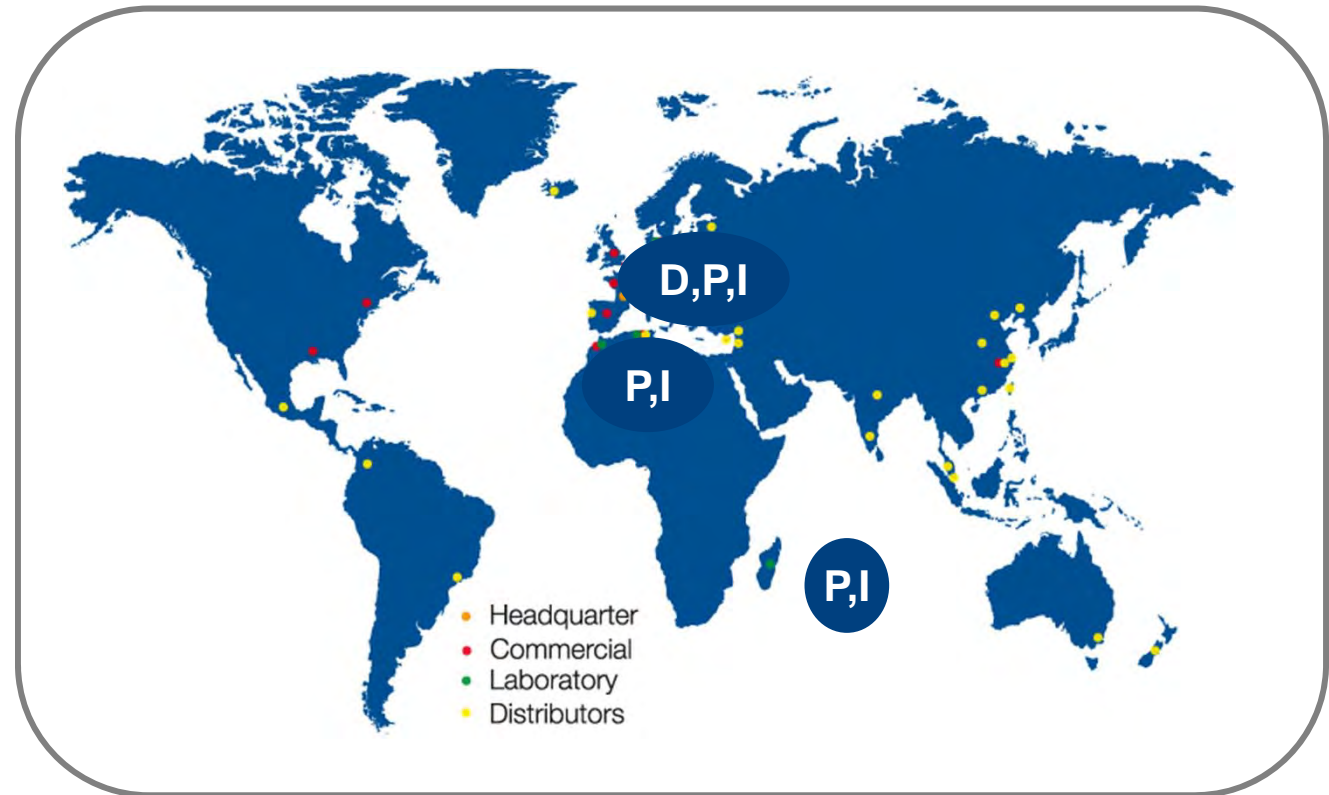 D,P,I
P,I
P,I
Headquarter
Commercial
Laboratory
Distributors